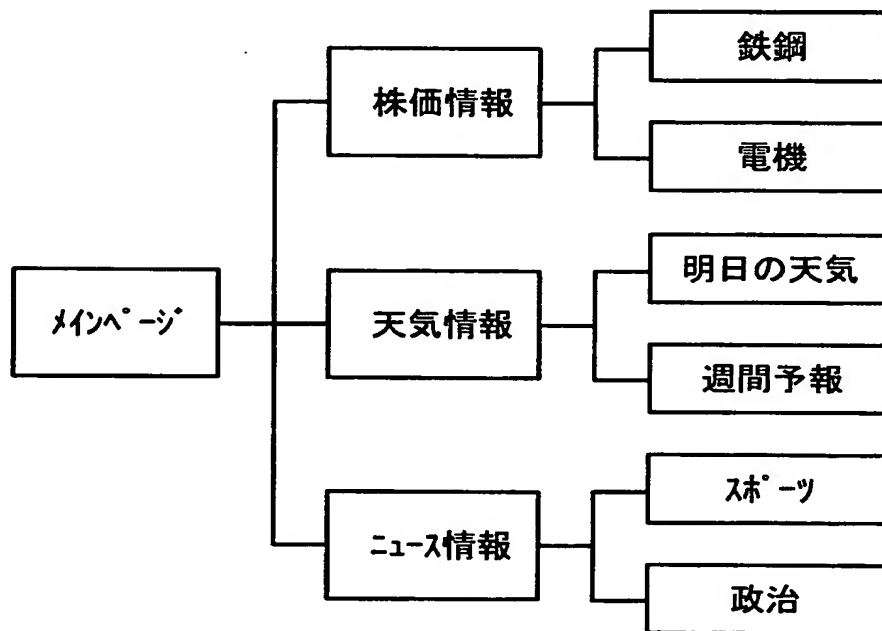 鉄鋼
株価情報
電機
明日の天気
ﾒｲﾝﾍﾟｰｼﾞ
天気情報
週間予報
ｽﾎﾟｰﾂ
ﾆｭｰｽ情報
政治